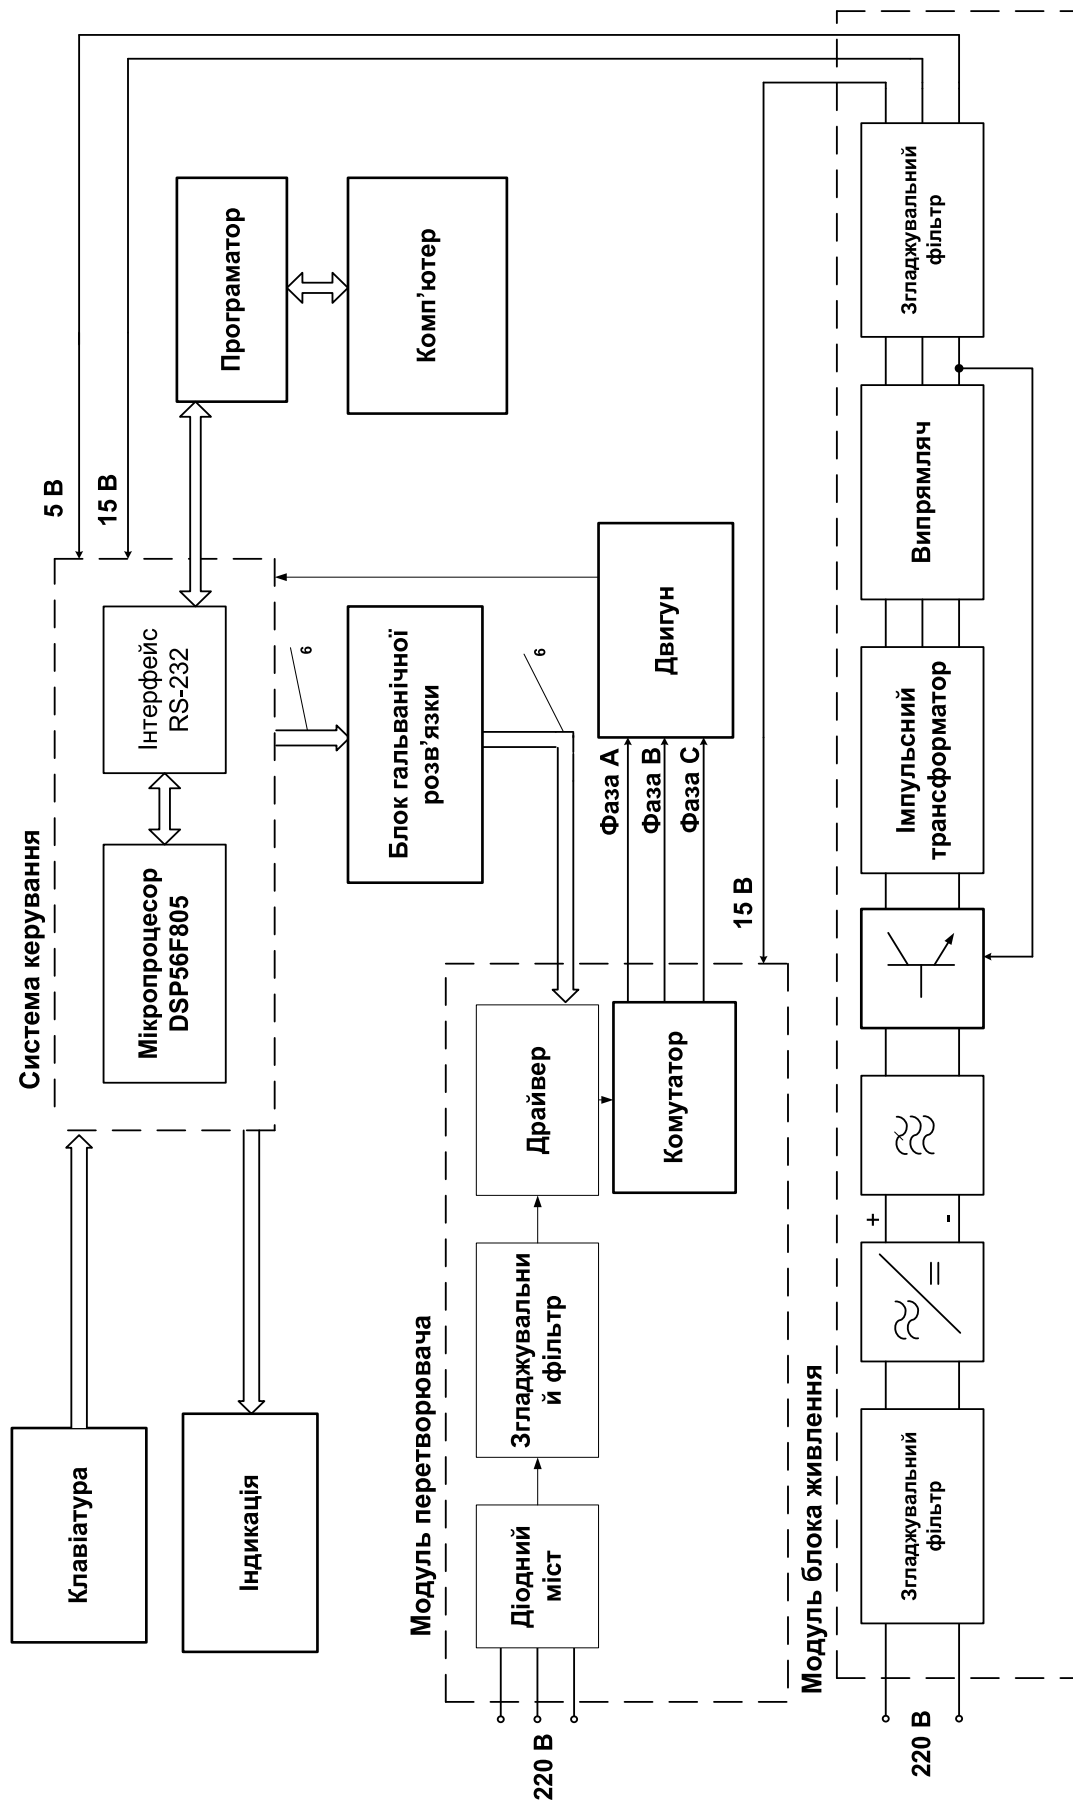 Клавіатура
Індикація
Система керування
Мікропроцесор
DSP56F805
Інтерфейс
RS-232
5 В
15 В
Програматор
Комп'ютер
6
Блок гальванічної
розв’язки
6
Модуль перетворювача
220 В
Діодний
міст
Згладжувальни
й фільтр
Драйвер
Комутатор
Фаза А
Фаза В
Фаза С
Двигун
15 В
Модуль блока живлення
220 В
Згладжувальний
фільтр
+
-
Імпульсний
трансформатор
Випрямляч
Згладжувальний
фільтр